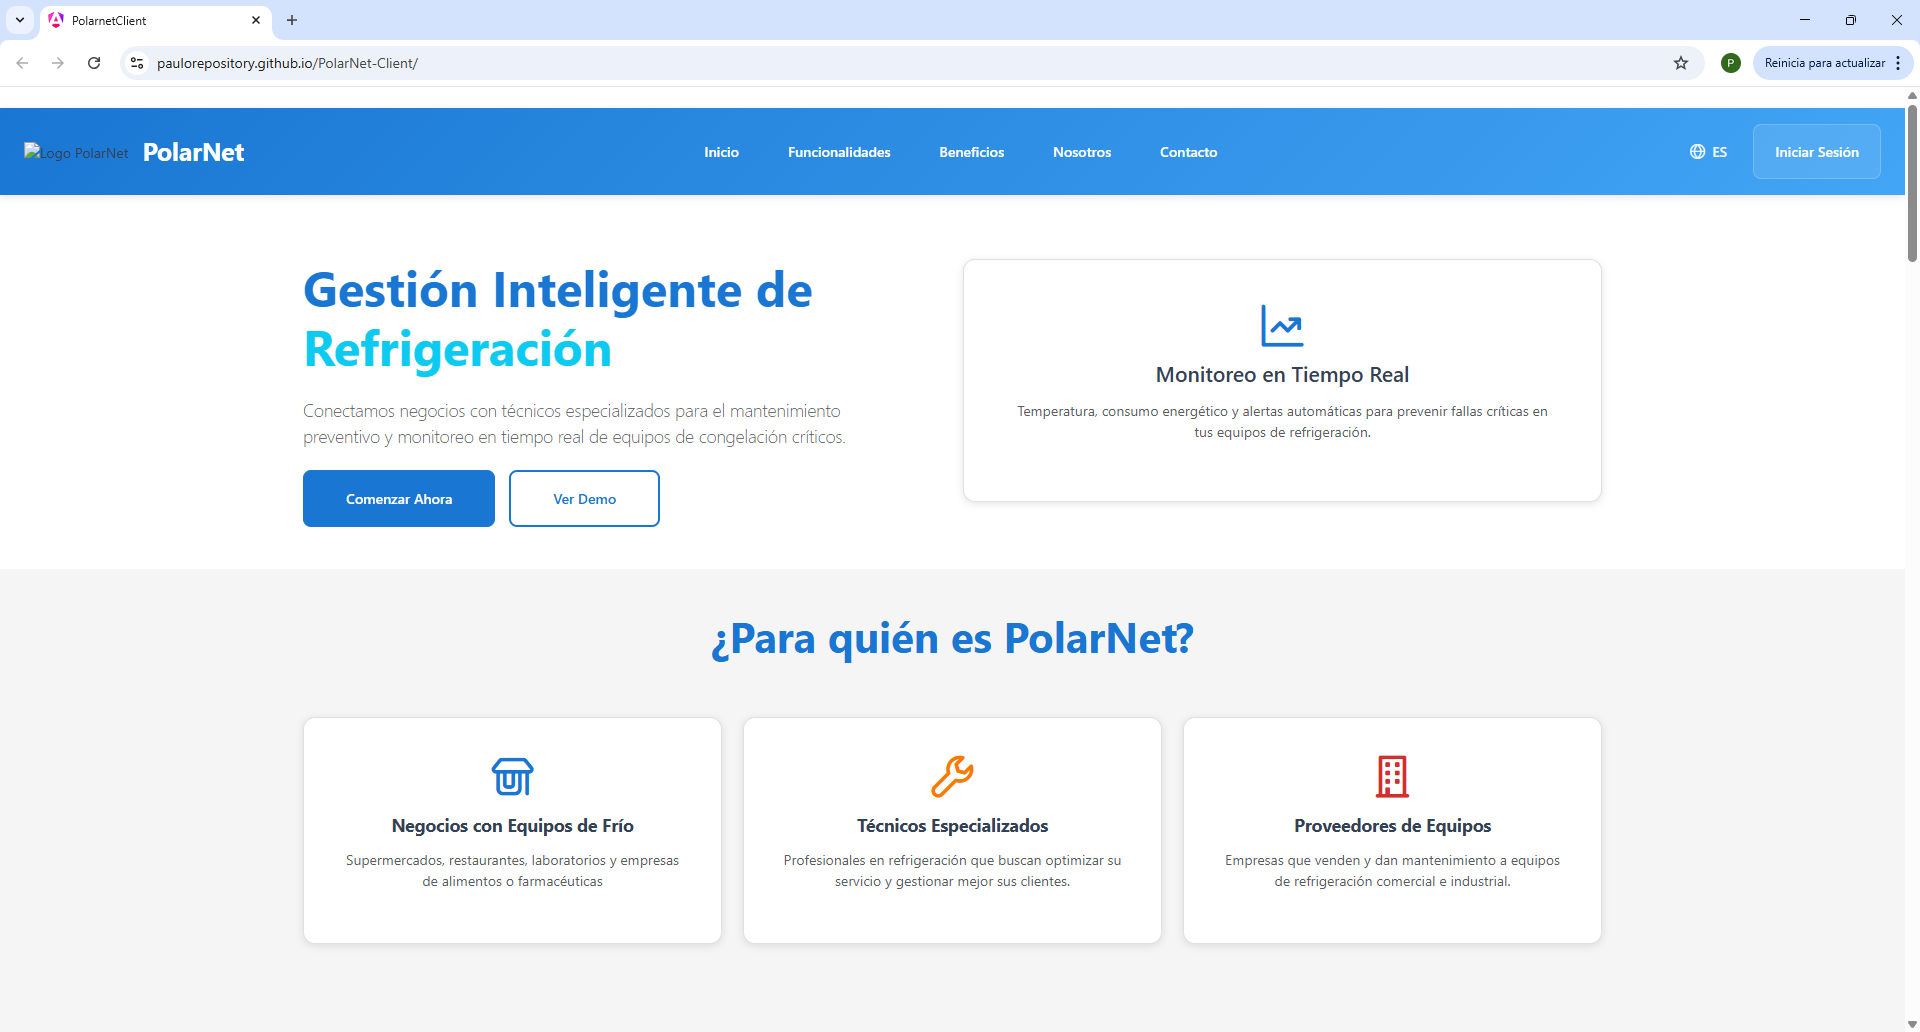 PolarnetClient
paulorepository.github.io/PolarNet-Client/
P
Reinicia para actualizar
Logo PolarNet
PolarNet
Inicio
Funcionalidades
Beneficios
Nosotros
Contacto
ES
Iniciar Sesión
Gestión Inteligente de
Refrigeración
Conectamos negocios con técnicos especializados para el mantenimiento
preventivo y monitoreo en tiempo real de equipos de congelación críticos.
Comenzar Ahora
Ver Demo
Monitoreo en Tiempo Real
Temperatura, consumo energético y alertas automáticas para prevenir fallas críticas en
tus equipos de refrigeración.
¿Para quién es PolarNet?
Negocios con Equipos de Frío
Supermercados, restaurantes, laboratorios y empresas
de alimentos o farmacéuticas
Técnicos Especializados
Profesionales en refrigeración que buscan optimizar su
servicio y gestionar mejor sus clientes.
Proveedores de Equipos
Empresas que venden y dan mantenimiento a equipos
de refrigeración comercial e industrial.